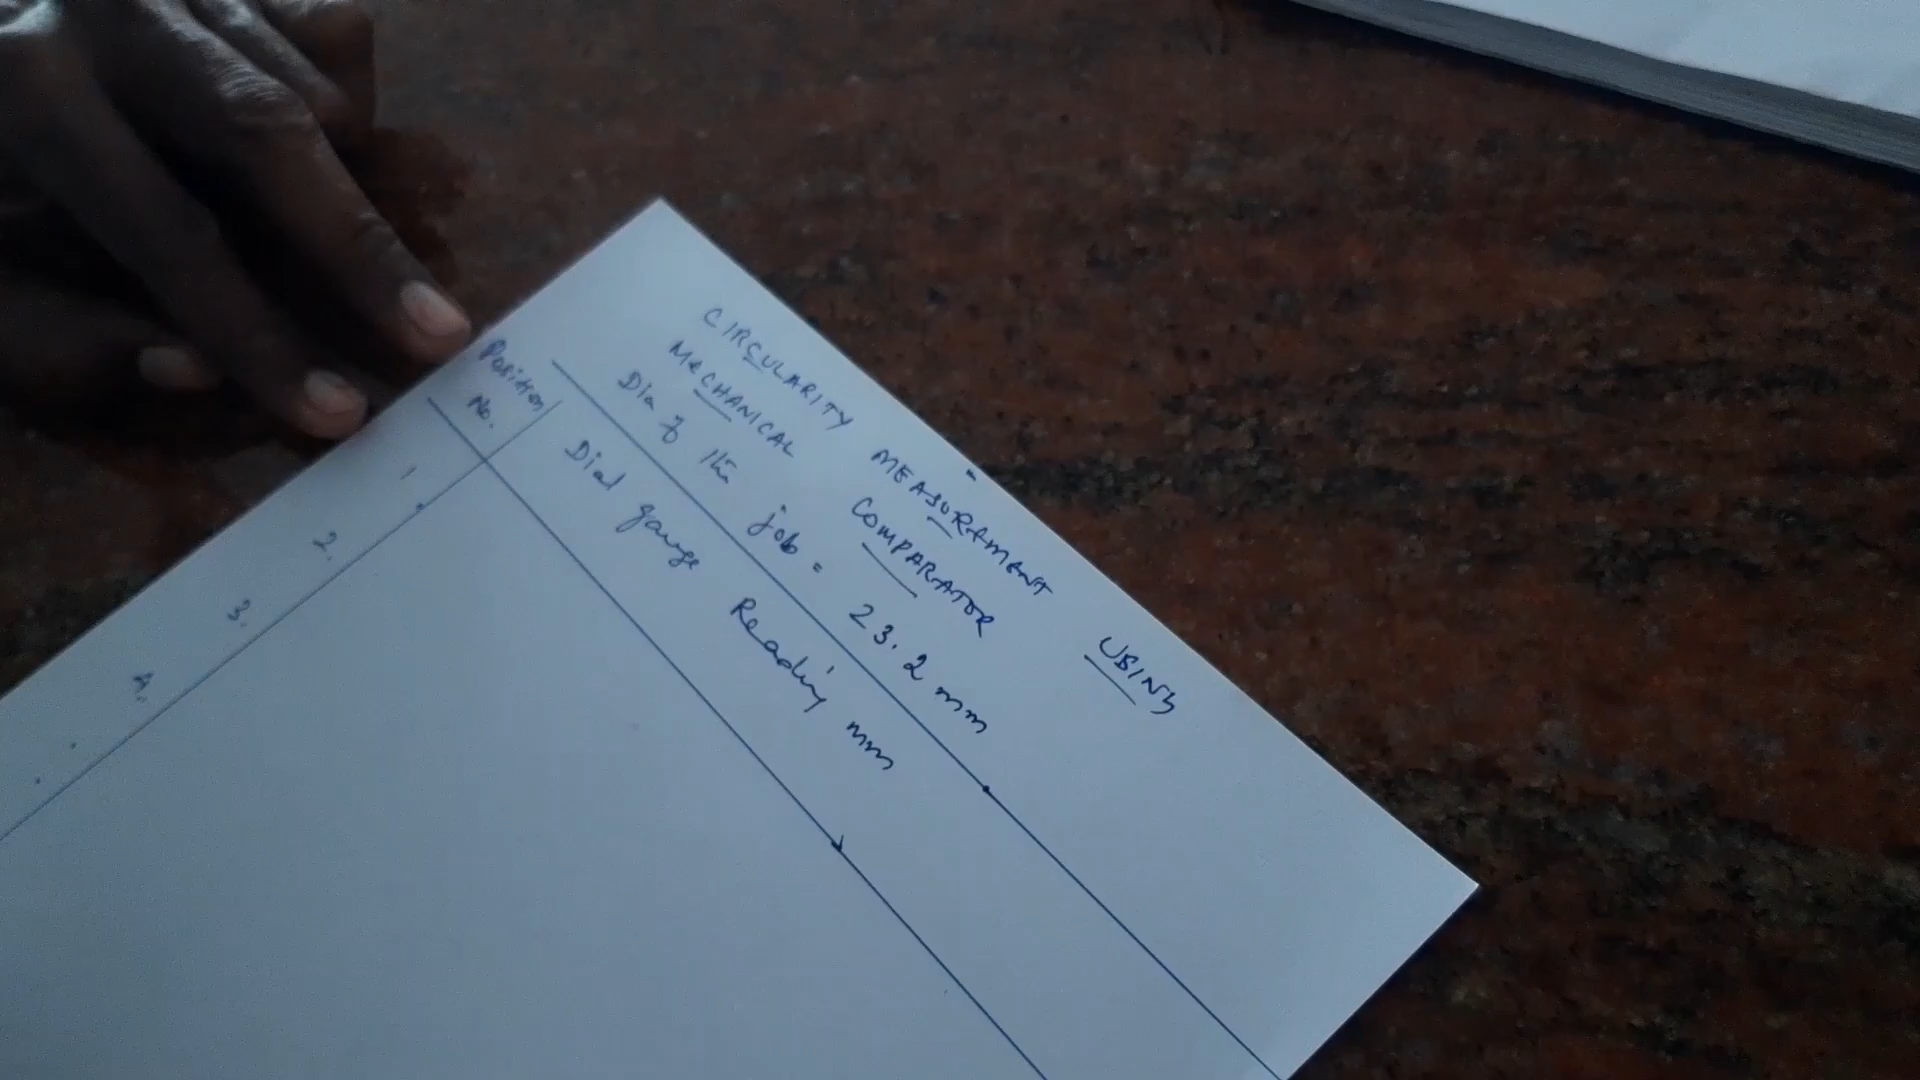 CIRCULARITY MEASURAMENT USING
MECHANICAL COMPARATOR
Dia of the job = 23.2 mm
Position No. Dial gauge Reading mm
1
2.
3.
4.